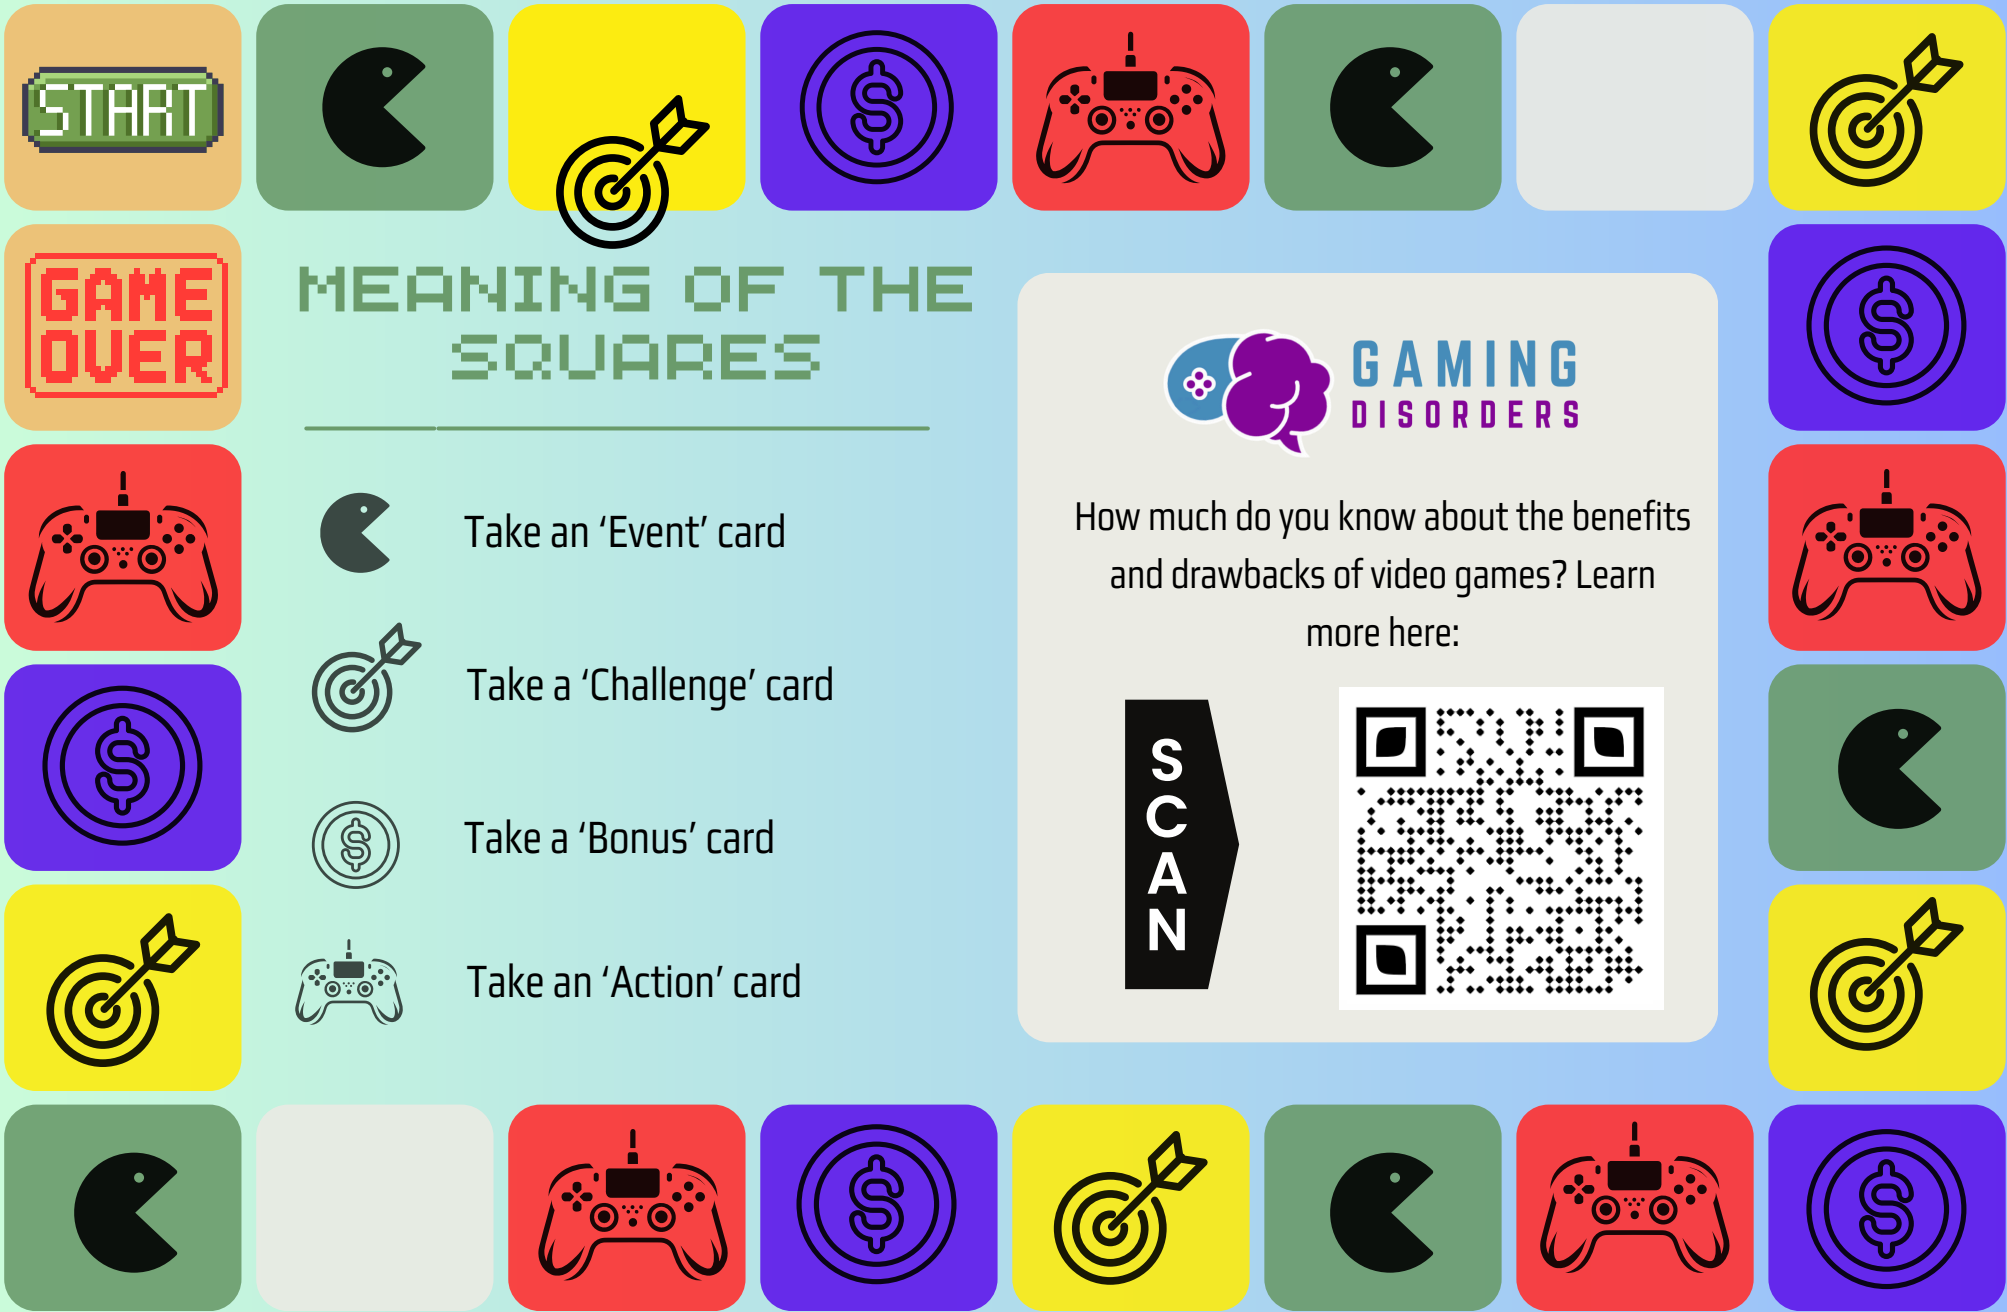 START
GAME
OVER
MEANING OF THE
SQUARES
Take an ‘Event’ card
Take a ‘Challenge’ card
Take a ‘Bonus’ card
Take an ‘Action’ card
GAMING
DISORDERS
How much do you know about the benefits
and drawbacks of video games? Learn
more here:
SCAN